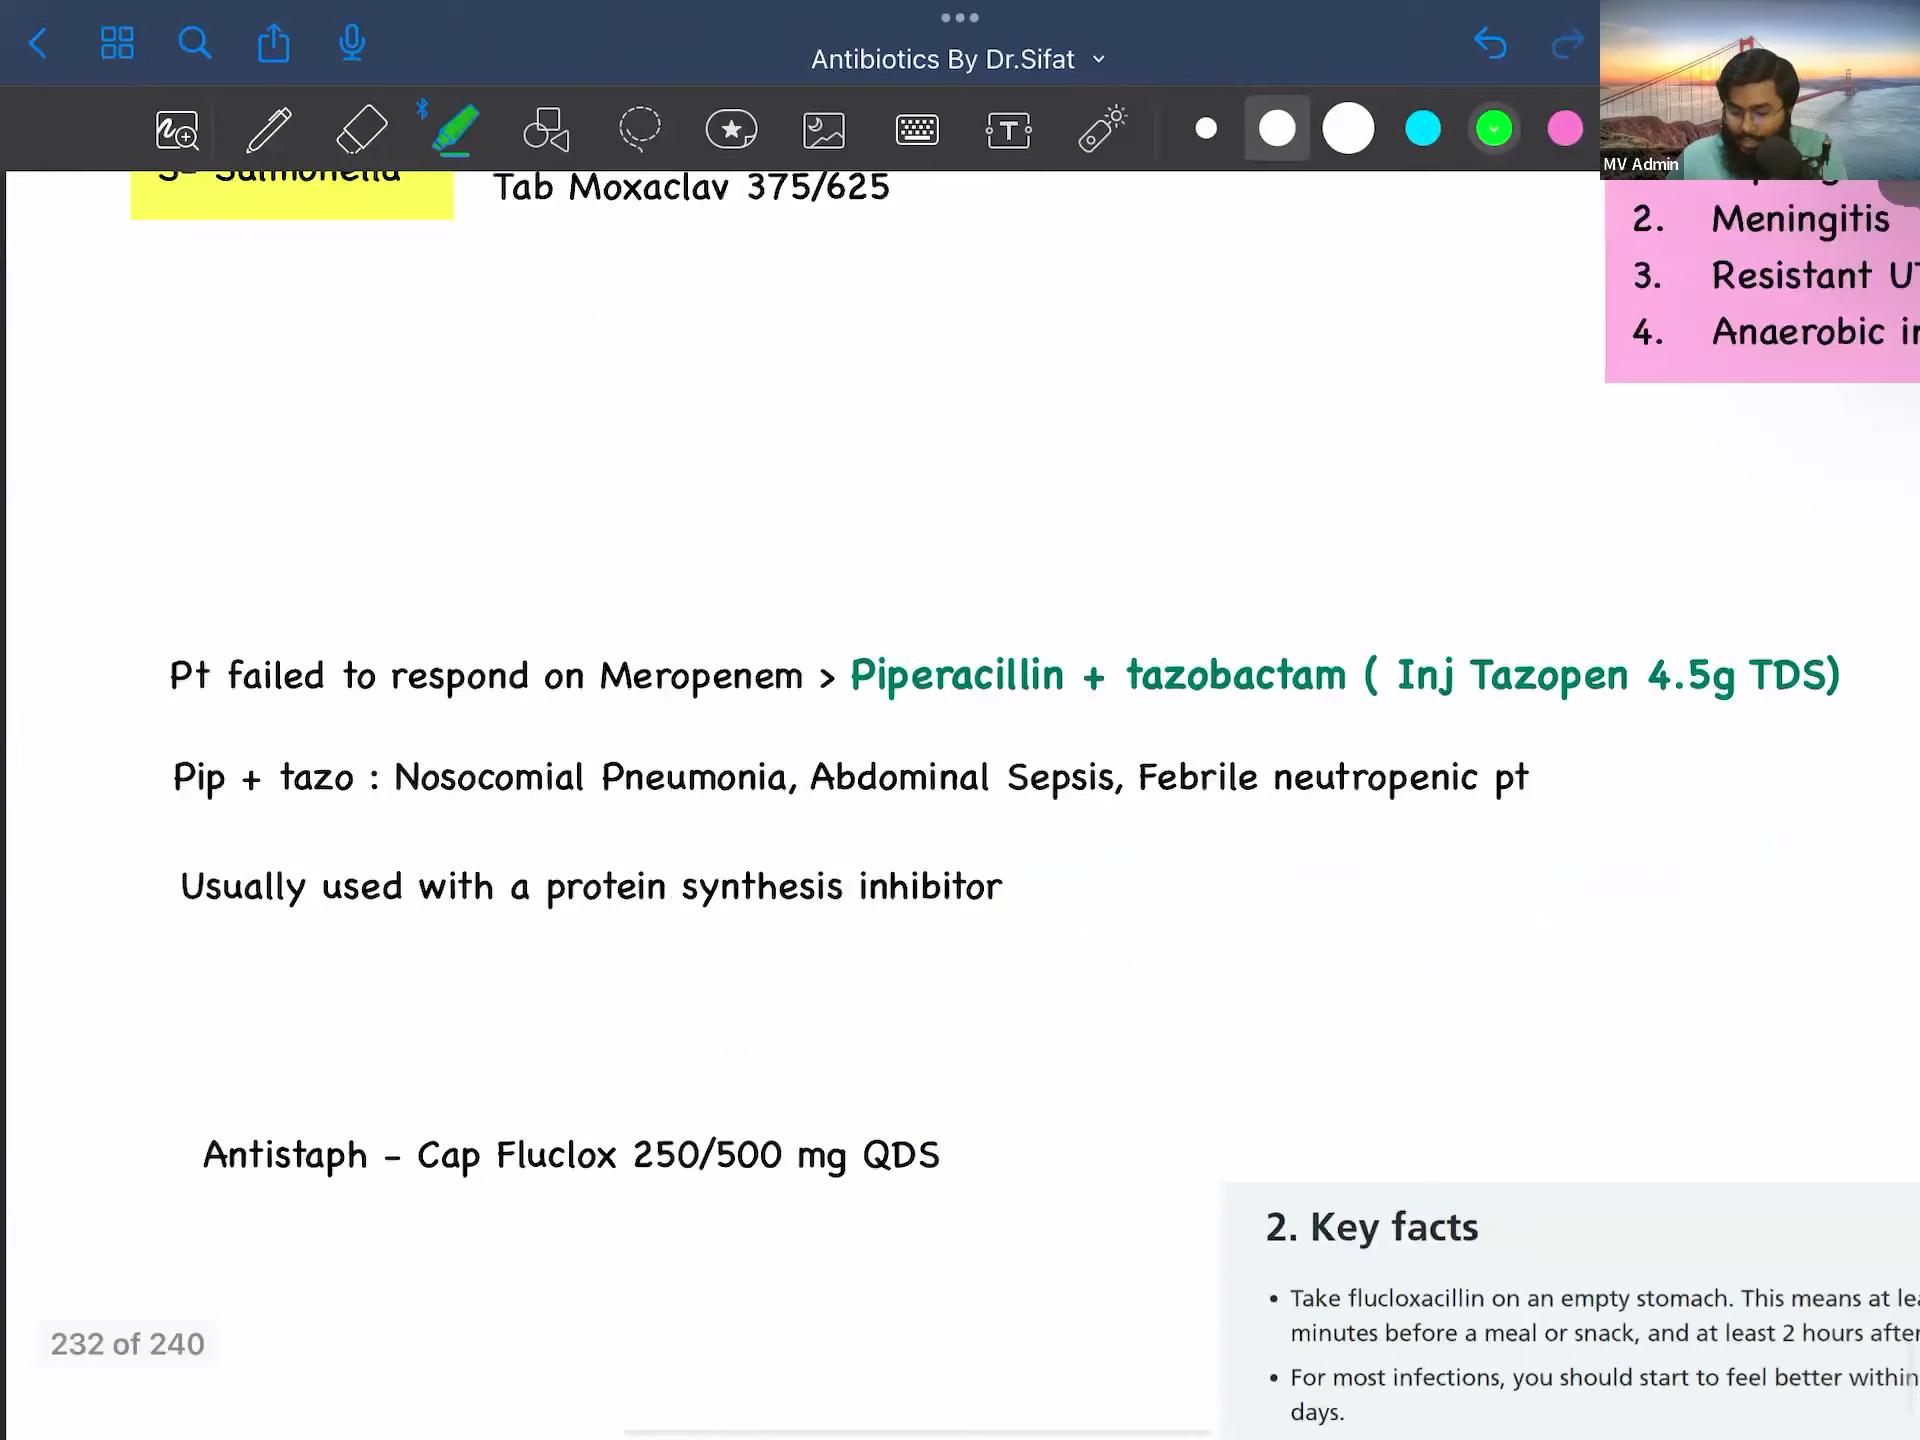 Antibiotics By Dr.Sifat
MV Admin
S- Salmonella
Tab Moxaclav 375/625
2. Meningitis
3. Resistant
4. Anaerobic
Pt failed to respond on Meropenem > Piperacillin + tazobactam ( Inj Tazopen 4.5g TDS)
Pip + tazo : Nosocomial Pneumonia, Abdominal Sepsis, Febrile neutropenic pt
Usually used with a protein synthesis inhibitor
Antistaph - Cap Fluclox 250/500 mg QDS
2. Key facts
• Take flucloxacillin on an empty stomach. This means at
minutes before a meal or snack, and at least 2 hours after
• For most infections, you should start to feel better within
days.
232 of 240